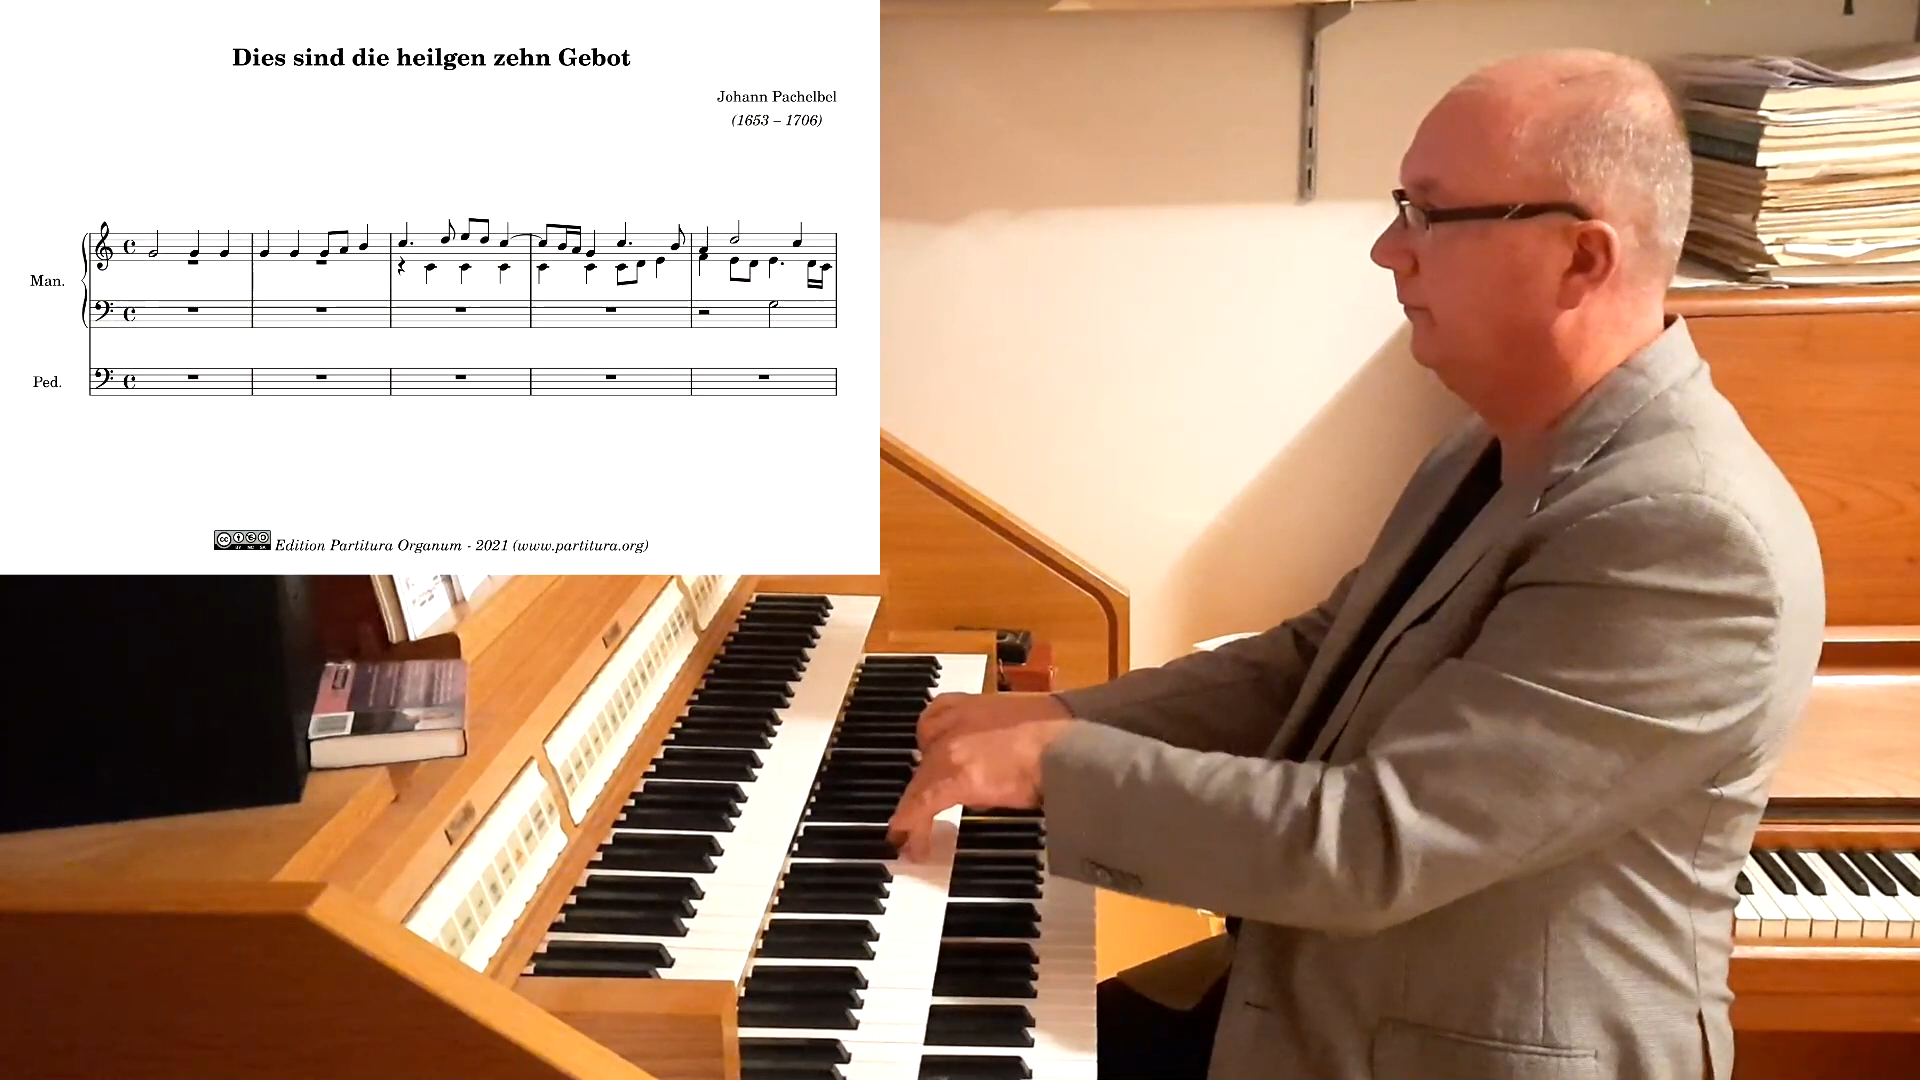 Dies sind die heilgen zehn Gebot
Johann Pachelbel
(1653 – 1706)
Man.
Ped.
Edition Partitura Organum - 2021 (www.partitura.org)